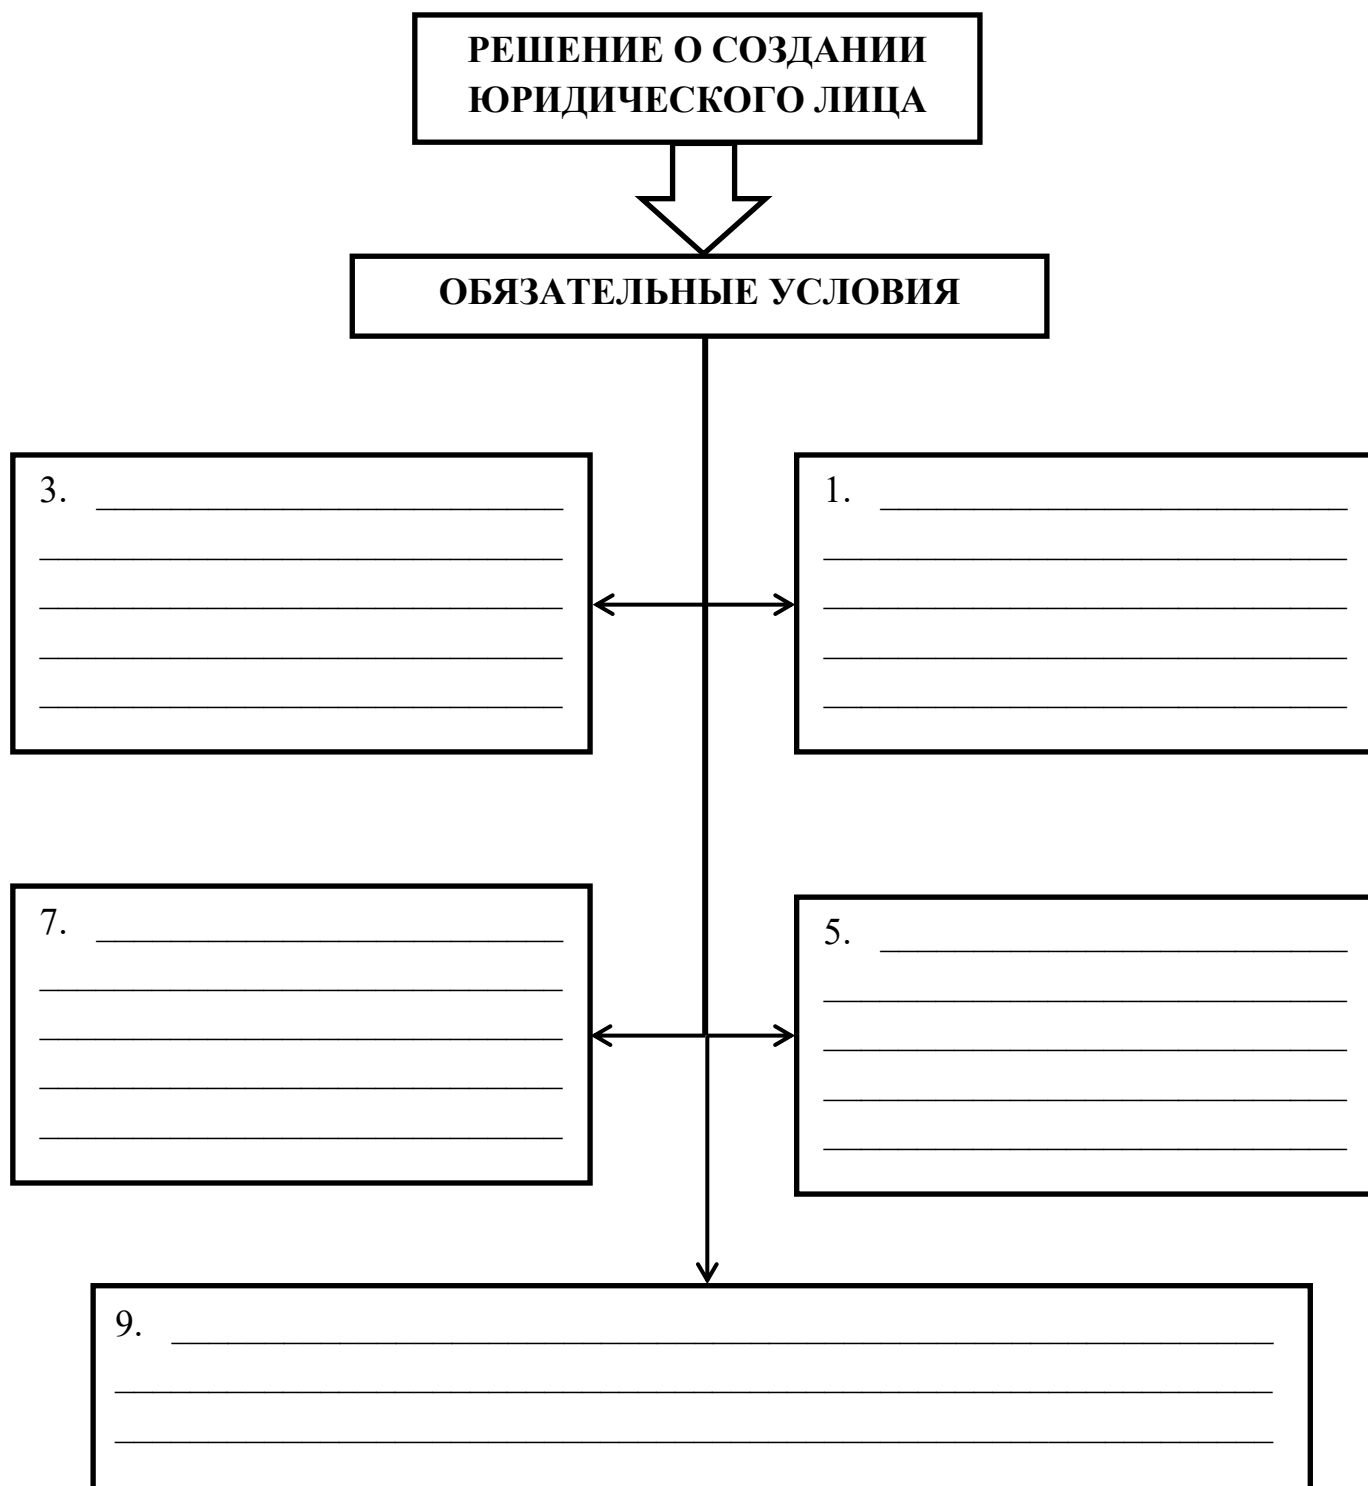 РЕШЕНИЕ О СОЗДАНИИ
ЮРИДИЧЕСКОГО ЛИЦА
ОБЯЗАТЕЛЬНЫЕ УСЛОВИЯ
3.
1.
7.
5.
9.